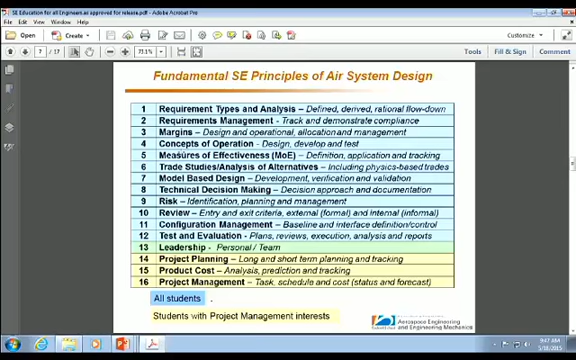 SE Education for all Engineers.as approved for release.pdf - Adobe Acrobat Pro
File Edit View Window Help
Open
Create
Customize
7 / 17
73.1%
Tools
Fill & Sign
Comment
Fundamental SE Principles of Air System Design
1 Requirement Types and Analysis – Defined, derived, rational flow-down
2 Requirements Management - Track and demonstrate compliance
3 Margins – Design and operational, allocation and management
4 Concepts of Operation - Design, develop and test
5 Measures of Effectiveness (MoE) – Definition, application and tracking
6 Trade Studies/Analysis of Alternatives – Including physics-based trades
7 Model Based Design – Development, verification and validation
8 Technical Decision Making – Decision approach and documentation
9 Risk – Identification, planning and management
10 Review – Entry and exit criteria, external (formal) and internal (informal)
11 Configuration Management – Baseline and interface definition/control
12 Test and Evaluation - Plans, reviews, execution, analysis and reports
13 Leadership - Personal / Team
14 Project Planning – Long and short term planning and tracking
15 Product Cost – Analysis, prediction and tracking
16 Project Management – Task, schedule and cost (status and forecast)
All students
Students with Project Management interests
Aerospace Engineering
and Engineering Mechanics
9:47 AM